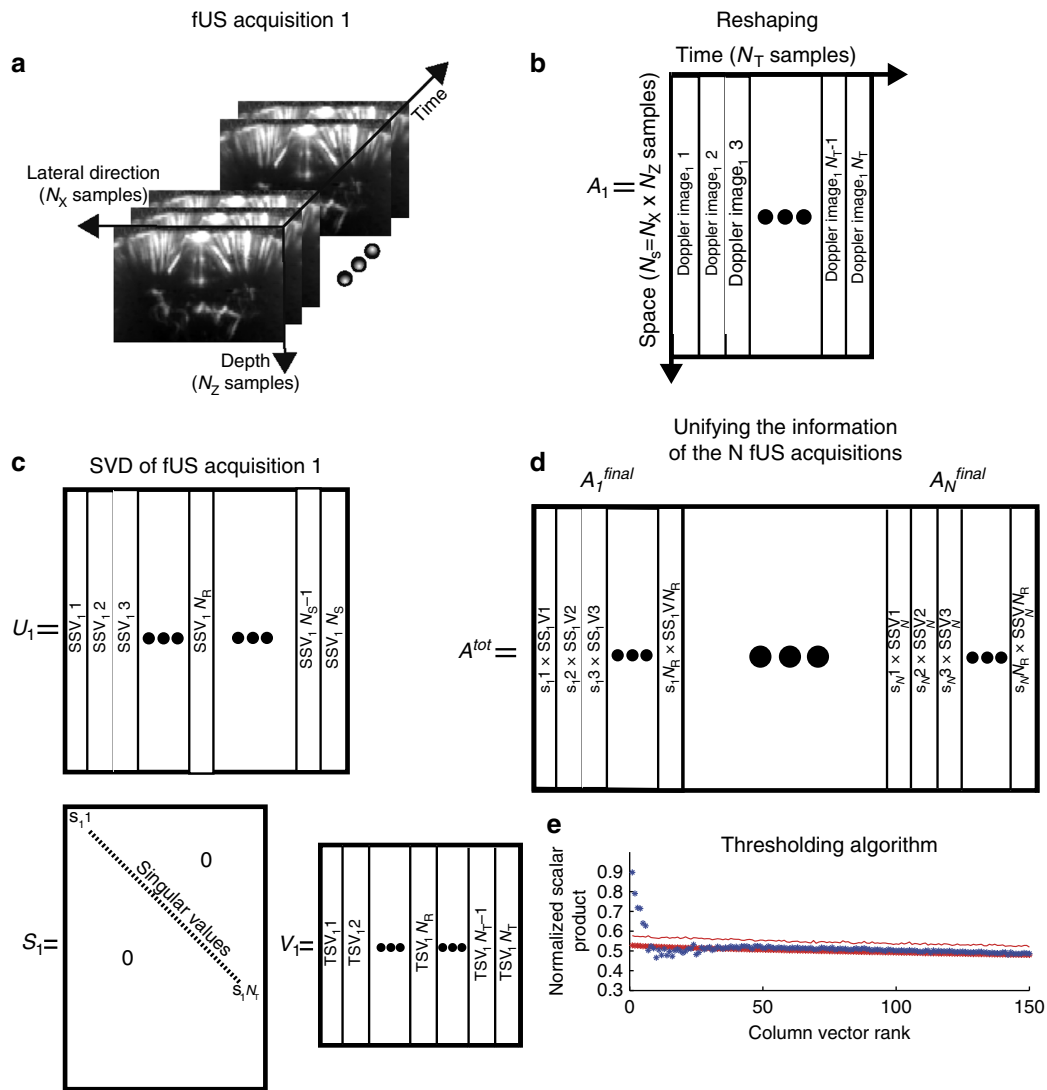 fUS acquisition 1
a
Time
Lateral direction
(N_X samples)
Depth
(N_Z samples)
Reshaping
b
Time (N_T samples)
Space (N_s=N_X x N_Z samples)
A_1 =
Doppler image_1 1
Doppler image_1 2
Doppler image_1 3
Doppler image_1 N_T-1
Doppler image_1 N_T
c
SVD of fUS acquisition 1
U_1 =
SSV_1 1
SSV_1 2
SSV_1 3
SSV_1 N_R
SSV_1 N_S–1
SSV_1 N_S
S_1 =
s_1 1
0
Singular values
0
s_1 N_T
V_1 =
TSV_1 1
TSV_1 2
TSV_1 N_R
TSV_1 N_T–1
TSV_1 N_T
Unifying the information
of the N fUS acquisitions
d
A_1^final
A_N^final
A^tot =
s_1 1 × SS_1 V1
s_1 2 × SS_1 V2
s_1 3 × SS_1 V3
s_1 N_R × SS_1 VN_R
s_N 1 × SSV_N 1
s_N 2 × SSV_N 2
s_N 3 × SSV_N 3
s_N N_R × SSV_N N_R
e
Thresholding algorithm
Normalized scalar
product
0.9
0.8
0.7
0.6
0.5
0.4
0.3
0
50
100
150
Column vector rank